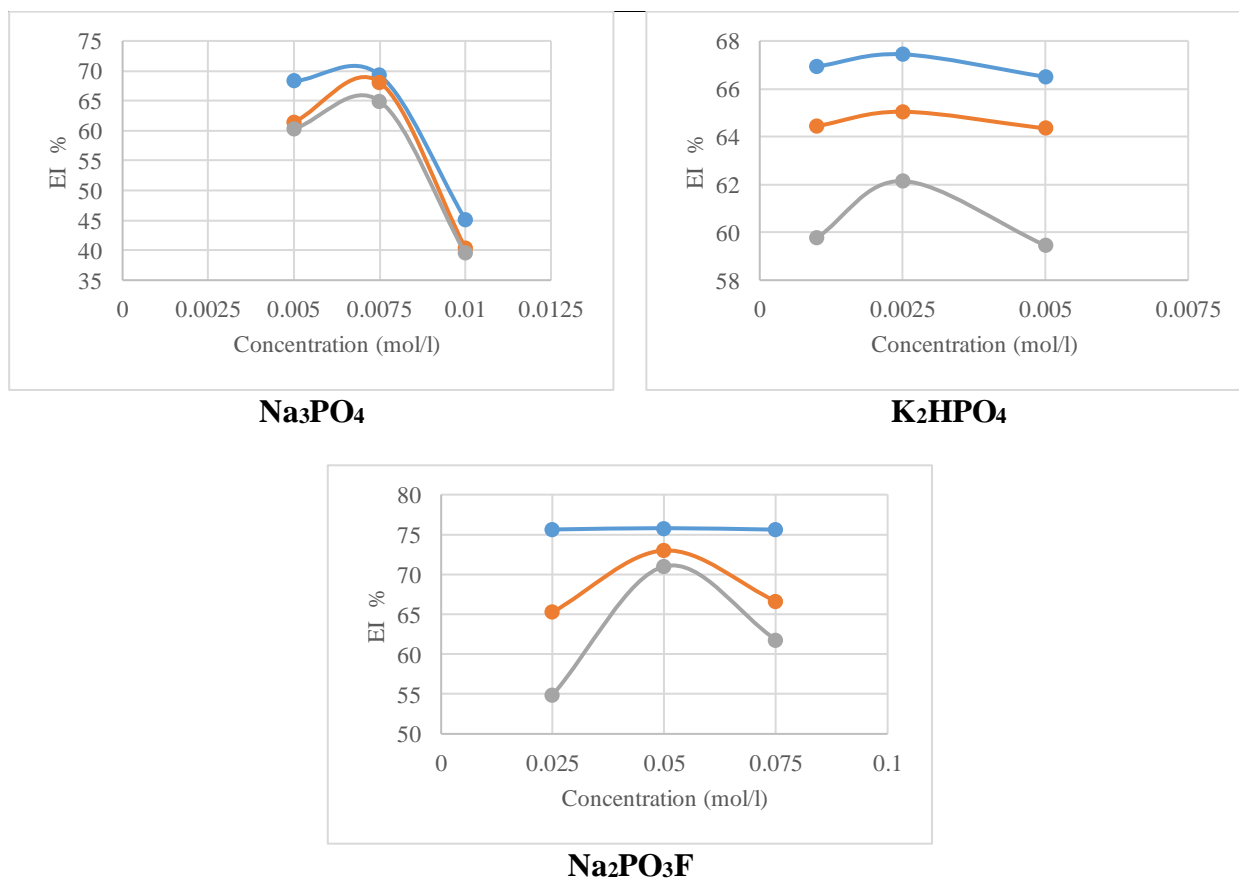 75
70
65
60
55
50
45
40
35
EI %
0 0.0025 0.005 0.0075 0.01 0.0125
Concentration (mol/l)
Na₃PO₄
68
66
64
62
60
58
EI %
0 0.0025 0.005 0.0075
Concentration (mol/l)
K₂HPO₄
80
75
70
65
60
55
50
EI %
0 0.025 0.05 0.075 0.1
Concentration (mol/l)
Na₂PO₃F